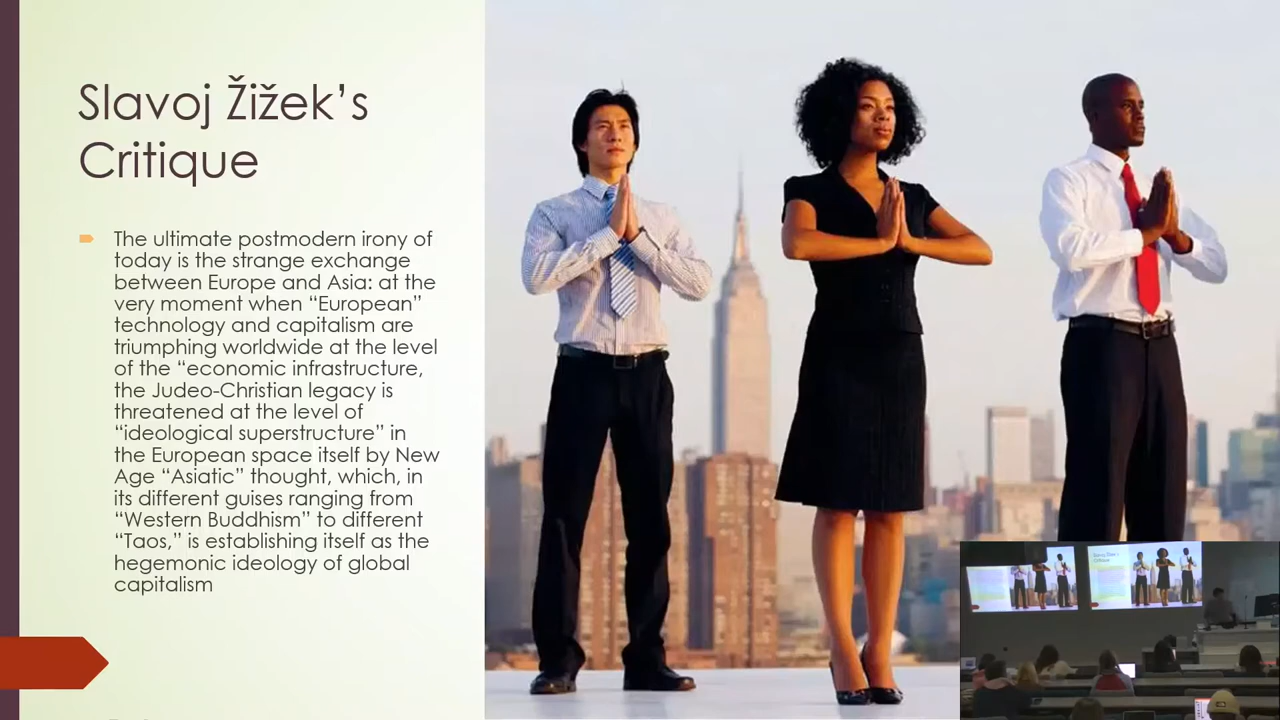 Slavoj Žižek’s
Critique
The ultimate postmodern irony of
today is the strange exchange
between Europe and Asia: at the
very moment when “European”
technology and capitalism are
triumphing worldwide at the level
of the “economic infrastructure,
the Judeo-Christian legacy is
threatened at the level of
“ideological superstructure” in
the European space itself by New
Age “Asiatic” thought, which, in
its different guises ranging from
“Western Buddhism” to different
“Taos,” is establishing itself as the
hegemonic ideology of global
capitalism